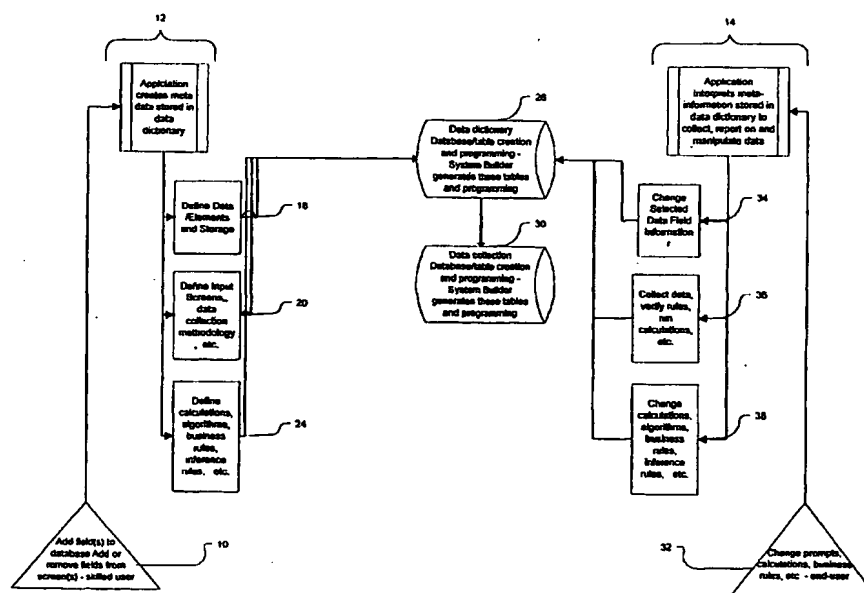 12
14
Appiciation
creates meta
data stored in
data
dictionary
Application
Interprets meta-
information stored in
data dictionary to
collect, report on and
manipulate data
28
Data dictionary
Database/table creation
and programming -
System Builder
generates these tables
and programming
Define Data
/Elements
and Storage
18
Change
Selected
Data Field
Information
r
34
30
Data collection
Database/table creation
and programming -
System Builder
generates these tables
and programming
Define Input
Screens,,
data
collection
methodology
, etc.
20
Collect data,
verify rules,
run
calculations,
etc.
36
Define
calculations,
algorithms,
business
rules,
inference
rules, etc.
24
Change
calculations,
algorithms,
business
rules,
Inference
rules, etc.
38
Add field(s) to
database Add or
remove fields from
screen(s) - skilled user
10
32
Change prompts,
calculations, business
rules, etc - end-user